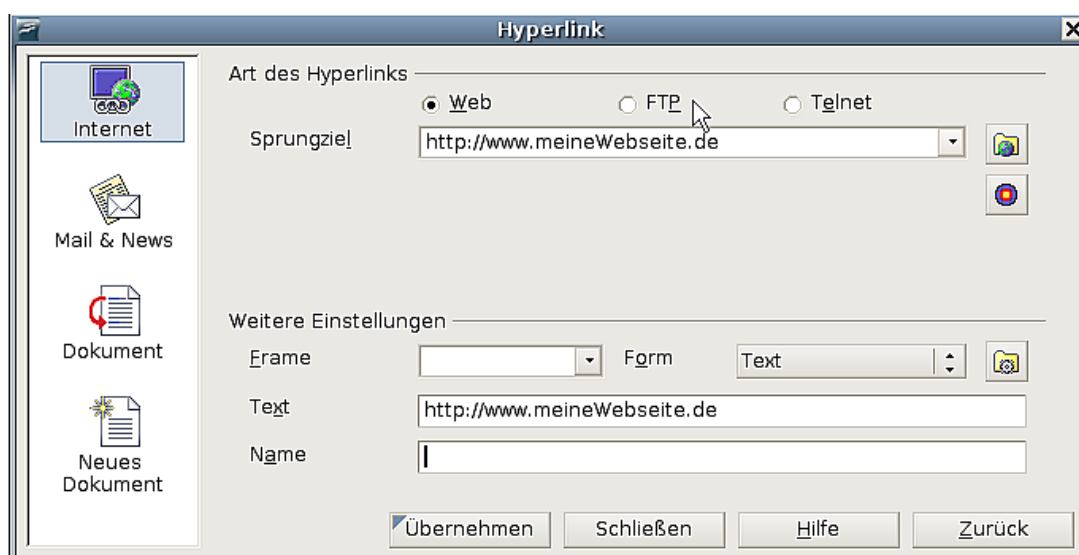 Hyperlink
Internet
Mail & News
Dokument
Neues
Dokument
Art des Hyperlinks
Web FTP Telnet
Sprungziel http://www.meineWebseite.de
Weitere Einstellungen
Frame Form Text
Text http://www.meineWebseite.de
Name
Übernehmen Schließen Hilfe Zurück